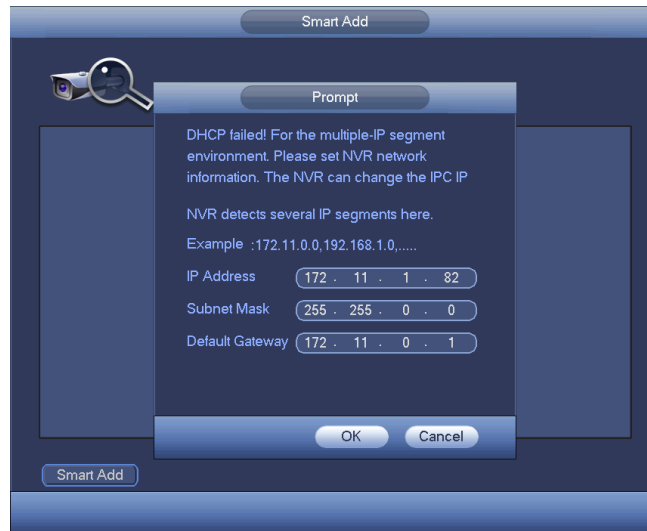 Smart Add
Prompt
DHCP failed! For the multiple-IP segment
environment. Please set NVR network
information. The NVR can change the IPC IP
NVR detects several IP segments here.
Example :172.11.0.0,192.168.1.0,.....
IP Address 172 . 11 . 1 . 82
Subnet Mask 255 . 255 . 0 . 0
Default Gateway 172 . 11 . 0 . 1
OK Cancel
Smart Add